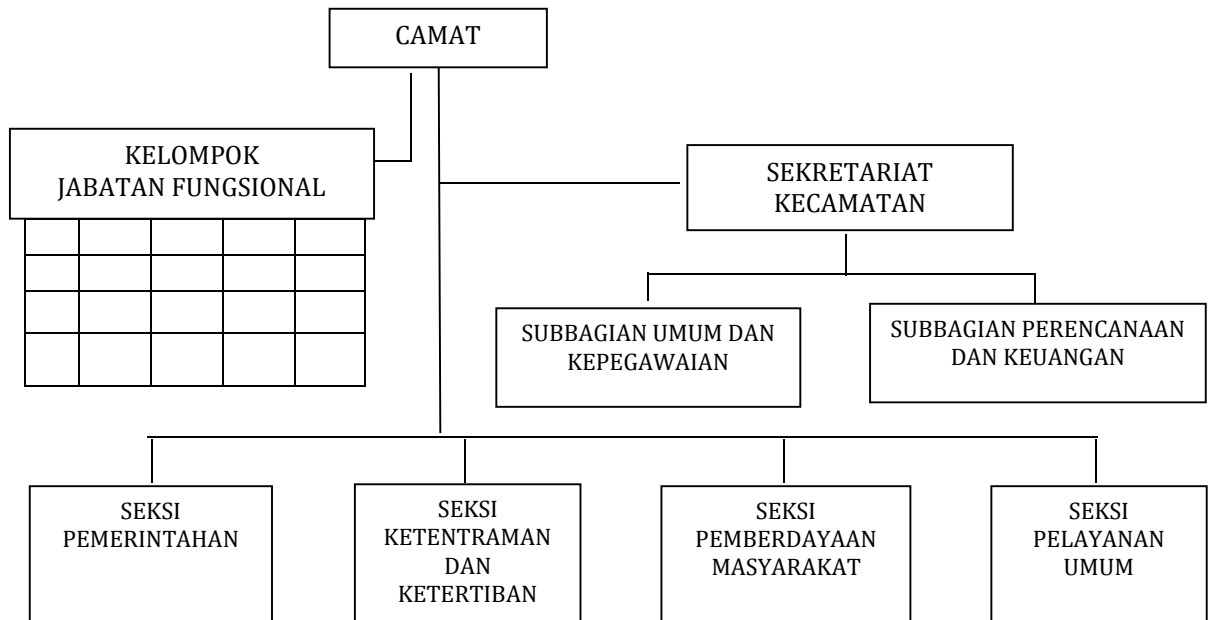 CAMAT
KELOMPOK
JABATAN FUNGSIONAL
SEKRETARIAT
KECAMATAN
SUBBAGIAN UMUM DAN
KEPEGAWAIAN
SUBBAGIAN PERENCANAAN
DAN KEUANGAN
SEKSI
PEMERINTAHAN
SEKSI
KETENTRAMAN
DAN
KETERTIBAN
SEKSI
PEMBERDAYAAN
MASYARAKAT
SEKSI
PELAYANAN
UMUM